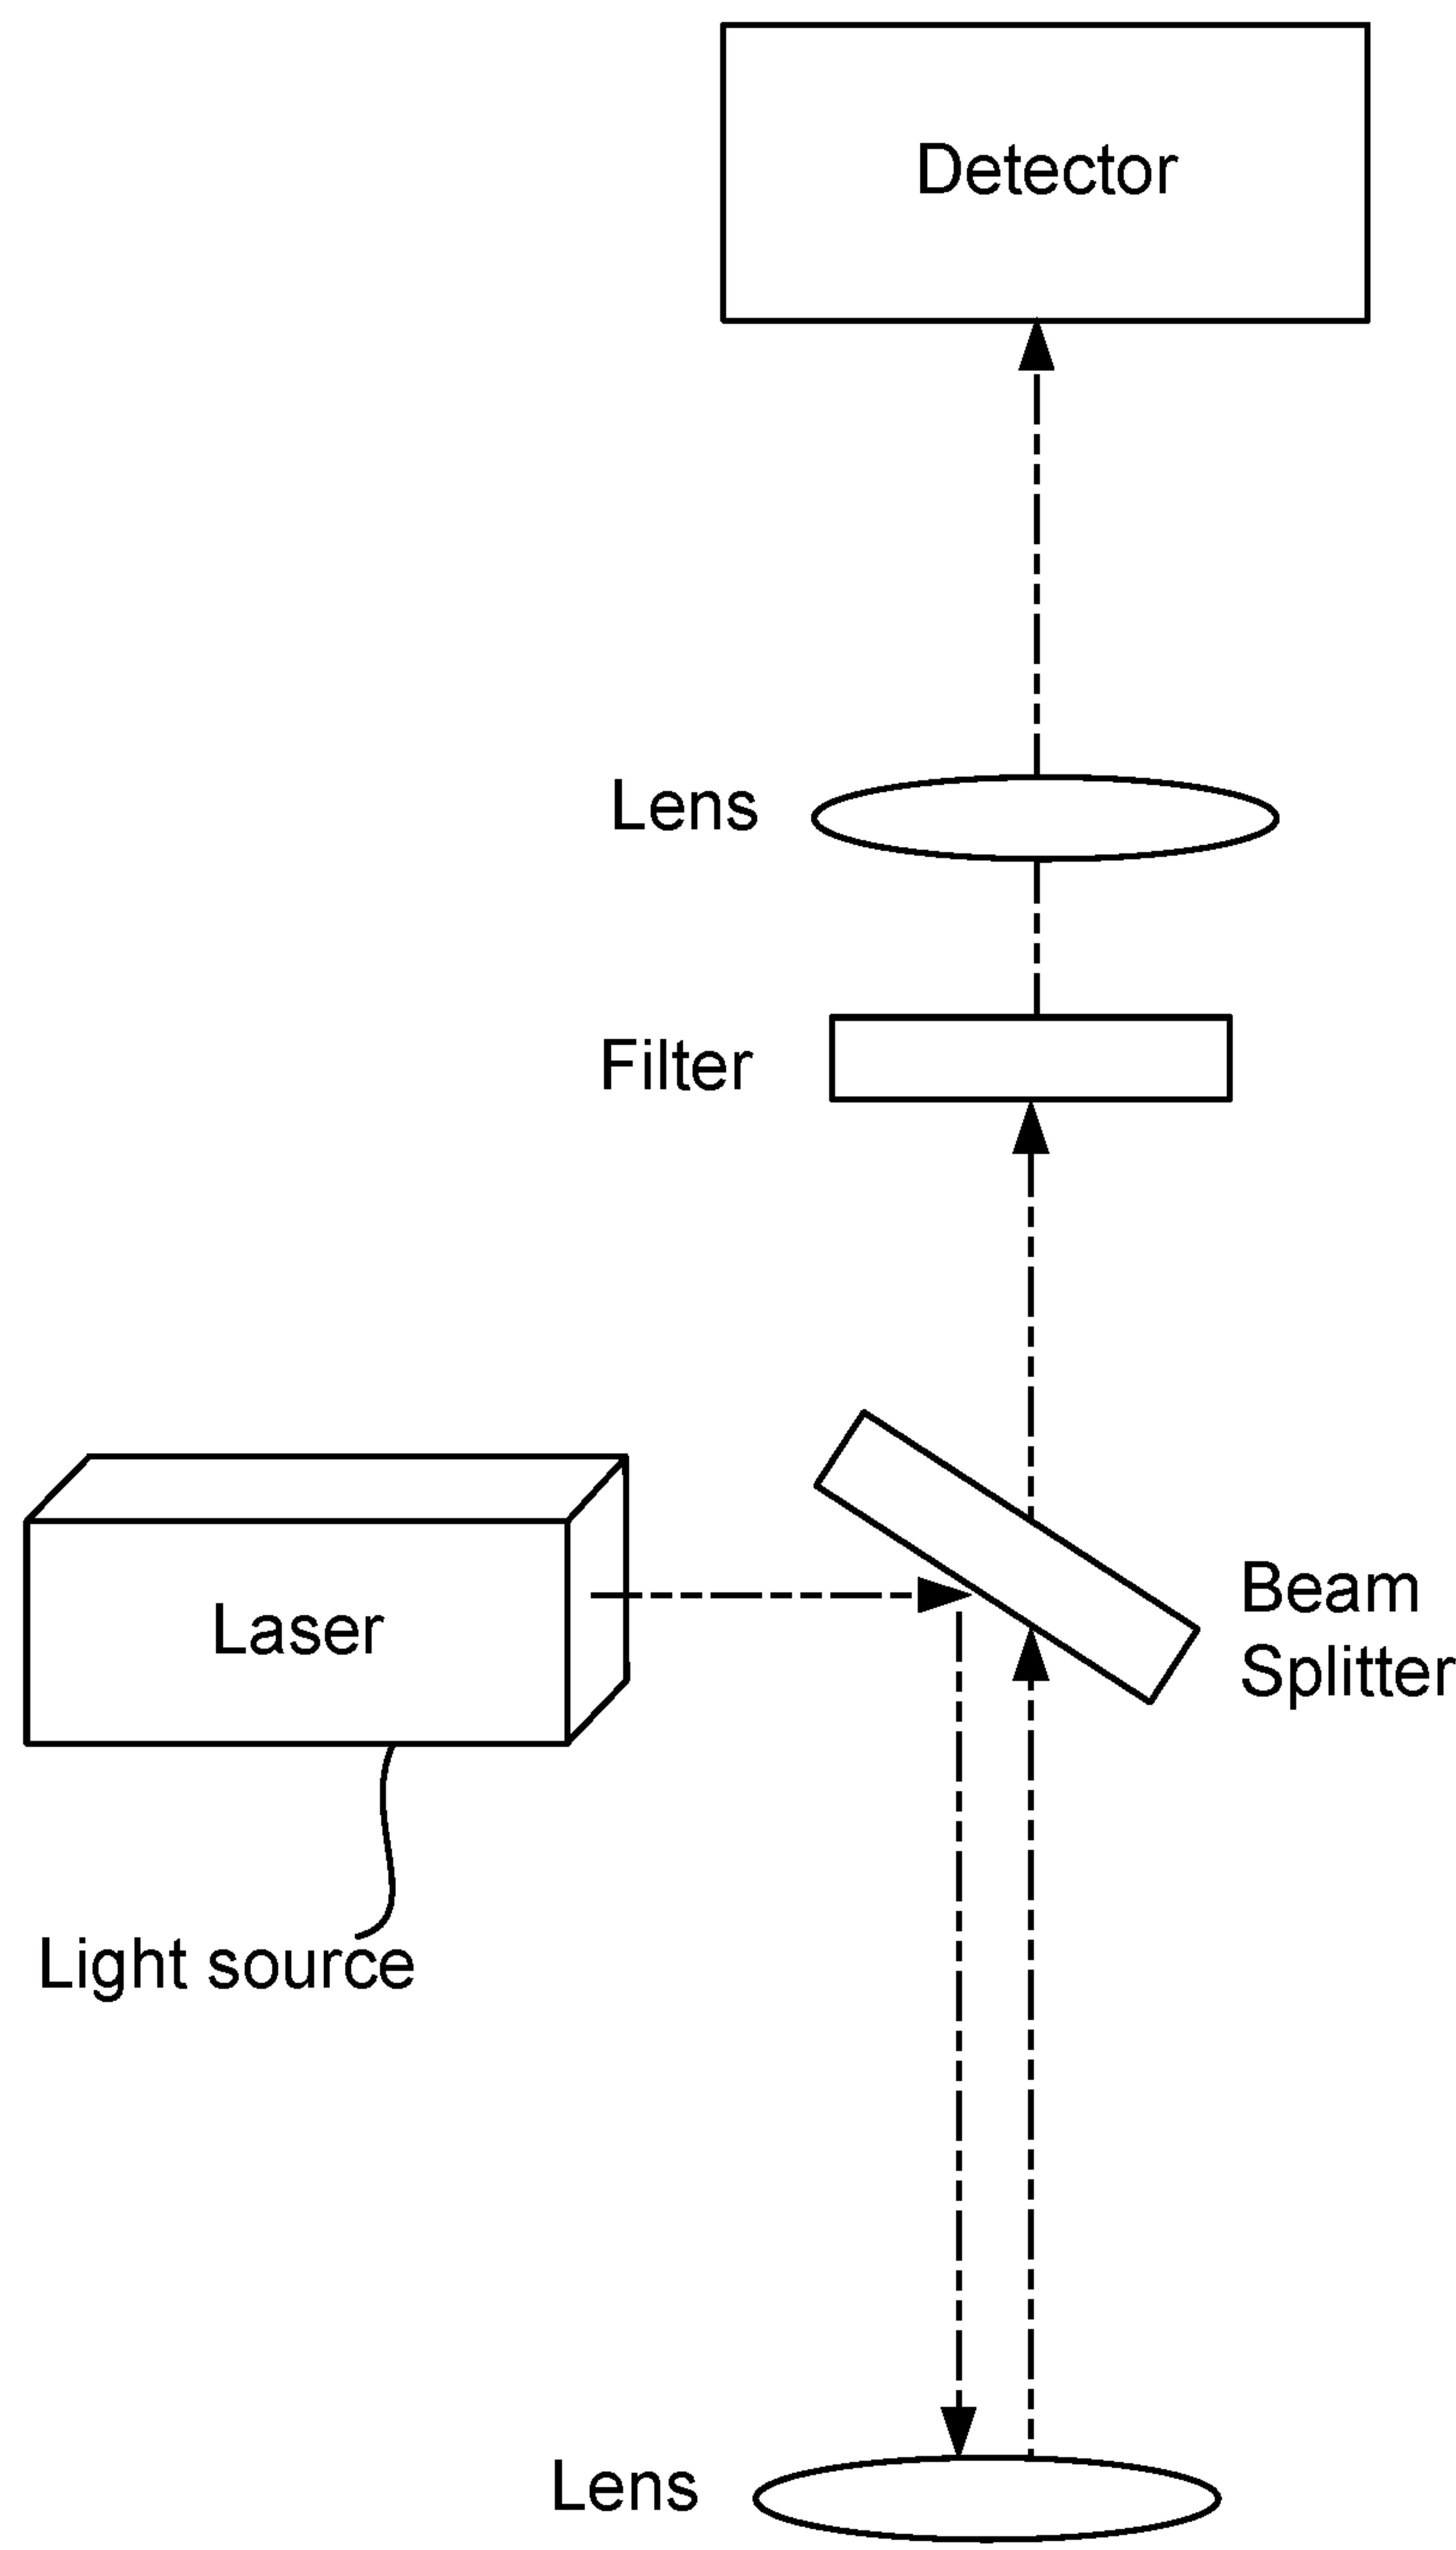 Detector
Lens
Filter
Laser
Beam
Splitter
Light source
Lens